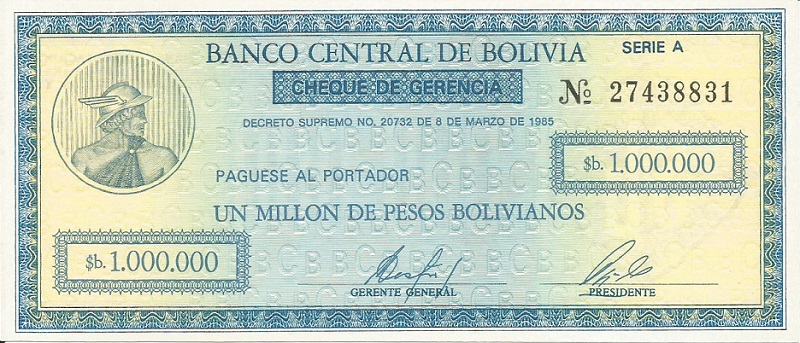 BANCO CENTRAL DE BOLIVIA
SERIE A
CHEQUE DE GERENCIA
Nº 27438831
DECRETO SUPREMO NO. 20732 DE 8 DE MARZO DE 1985
$b. 1.000.000
PAGUESE AL PORTADOR
UN MILLON DE PESOS BOLIVIANOS
$b. 1.000.000
GERENTE GENERAL
PRESIDENTE